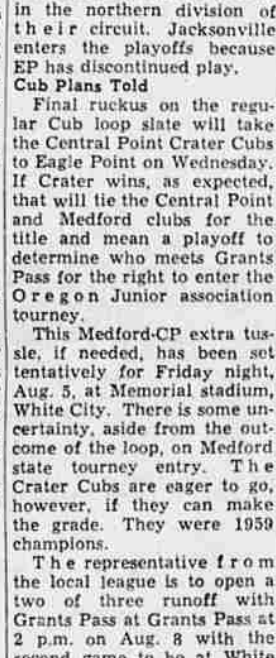 in the northern division of
their circuit. Jacksonville
enters the playoffs because
EP has discontinued play.
Cub Plans Told
Final ruckus on the regu-
lar Cub loop slate will take
the Central Point Crater Cubs
to Eagle Point on Wednesday.
If Crater wins, as expected,
that will tie the Central Point
and Medford clubs for the
title and mean a playoff to
determine who meets Grants
Pass for the right to enter the
Oregon Junior association
tourney.
This Medford-CP extra tus-
sle, if needed, has been set
tentatively for Friday night,
Aug. 5, at Memorial stadium,
White City. There is some un-
certainty, aside from the out-
come of the loop, on Medford
state tourney entry. The
Crater Cubs are eager to go,
however, if they can make
the grade. They were 1959
champions.
The representative from
the local league is to open a
two of three runoff with
Grants Pass at Grants Pass at
2 p.m. on Aug. 8 with the
second game to be at White